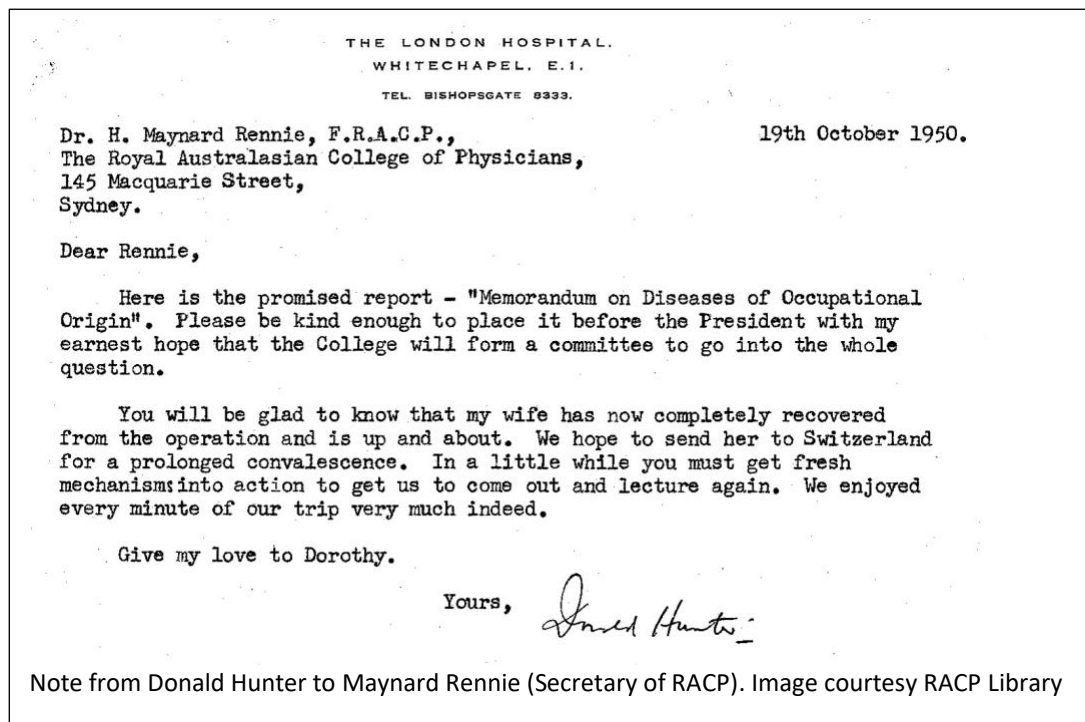 THE LONDON HOSPITAL.
WHITECHAPEL, E.1.
TEL. BISHOPSGATE 8333.
Dr. H. Maynard Rennie, F.R.A.C.P., 19th October 1950.
The Royal Australasian College of Physicians,
145 Macquarie Street,
Sydney.
Dear Rennie,
Here is the promised report - "Memorandum on Diseases of Occupational
Origin". Please be kind enough to place it before the President with my
earnest hope that the College will form a committee to go into the whole
question.
You will be glad to know that my wife has now completely recovered
from the operation and is up and about. We hope to send her to Switzerland
for a prolonged convalescence. In a little while you must get fresh
mechanisms into action to get us to come out and lecture again. We enjoyed
every minute of our trip very much indeed.
Give my love to Dorothy.
Yours, Donald Hunter
Note from Donald Hunter to Maynard Rennie (Secretary of RACP). Image courtesy RACP Library